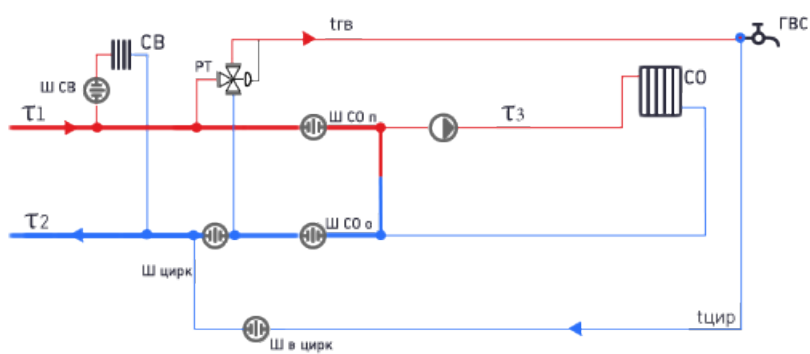 tгв
ГВС
СВ
РТ
СО
Ш СВ
τ1
Ш СО п
τ3
τ2
Ш СО о
Ш цирк
tцир
Ш в цирк